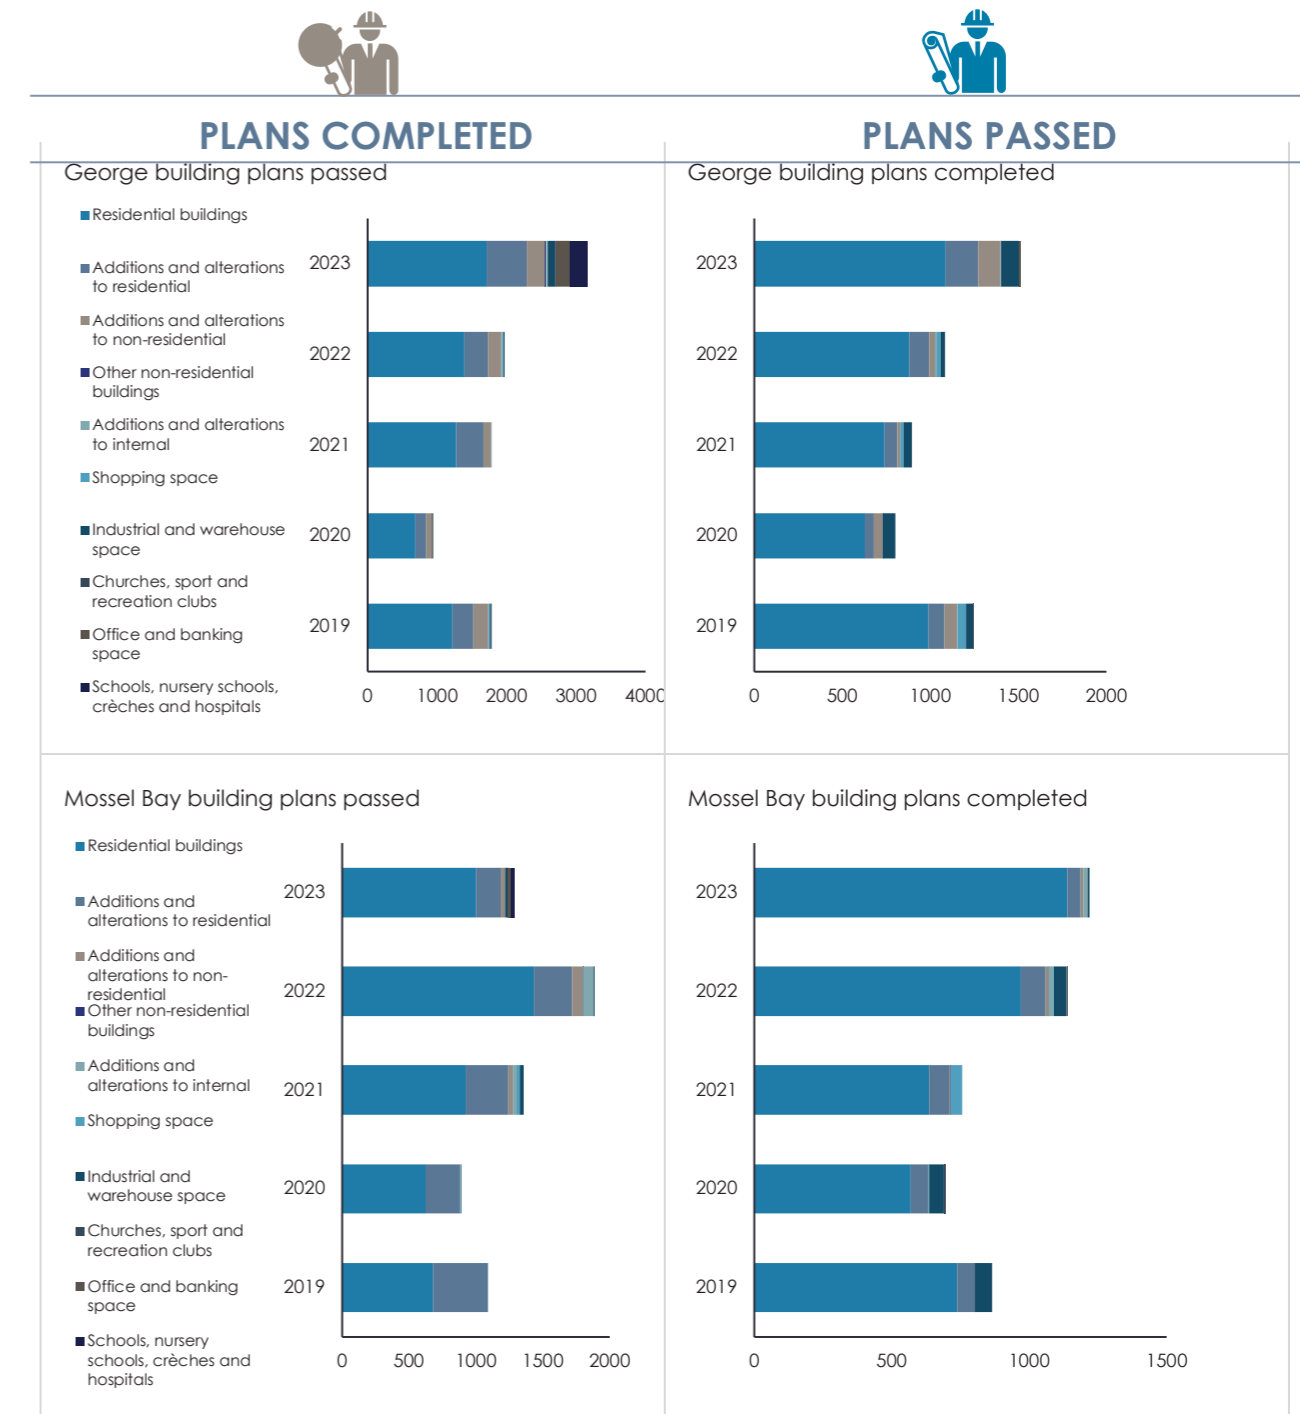 PLANS COMPLETED
PLANS PASSED
George building plans passed
Residential buildings
Additions and alterations
to residential
Additions and alterations
to non-residential
Other non-residential
buildings
Additions and alterations
to internal
Shopping space
Industrial and warehouse
space
Churches, sport and
recreation clubs
Office and banking
space
Schools, nursery schools,
crèches and hospitals
2023
2022
2021
2020
2019
0 1000 2000 3000 4000
George building plans completed
2023
2022
2021
2020
2019
0 500 1000 1500 2000
Mossel Bay building plans passed
Residential buildings
Additions and
alterations to residential
Additions and
alterations to non-
residential
Other non-residential
buildings
Additions and
alterations to internal
Shopping space
Industrial and
warehouse space
Churches, sport and
recreation clubs
Office and banking
space
Schools, nursery
schools, crèches and
hospitals
2023
2022
2021
2020
2019
0 500 1000 1500 2000
Mossel Bay building plans completed
2023
2022
2021
2020
2019
0 500 1000 1500